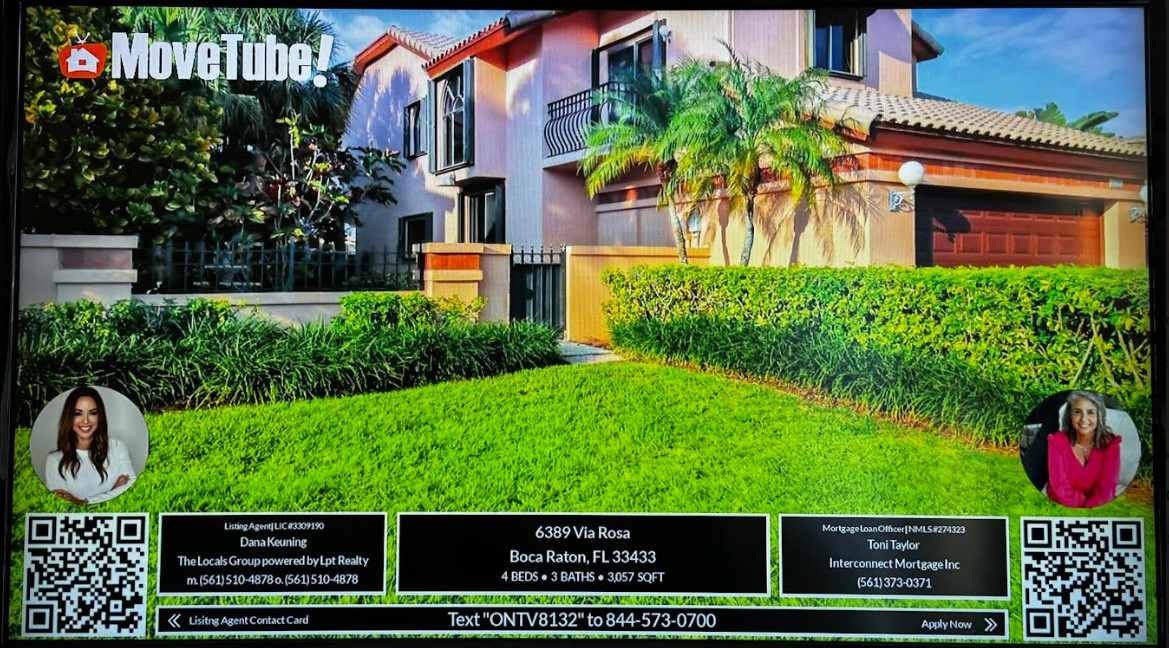 MoveTube!
Listing Agent | LIC #3309190
Dana Keuning
The Locals Group powered by Lpt Realty
m. (561) 510-4878 o. (561) 510-4878
6389 Via Rosa
Boca Raton, FL 33433
4 BEDS • 3 BATHS • 3,057 SQFT
Mortgage Loan Officer | NMLS #274323
Toni Taylor
Interconnect Mortgage Inc
(561) 373-0371
Lisitng Agent Contact Card
Text "ONTV8132" to 844-573-0700
Apply Now